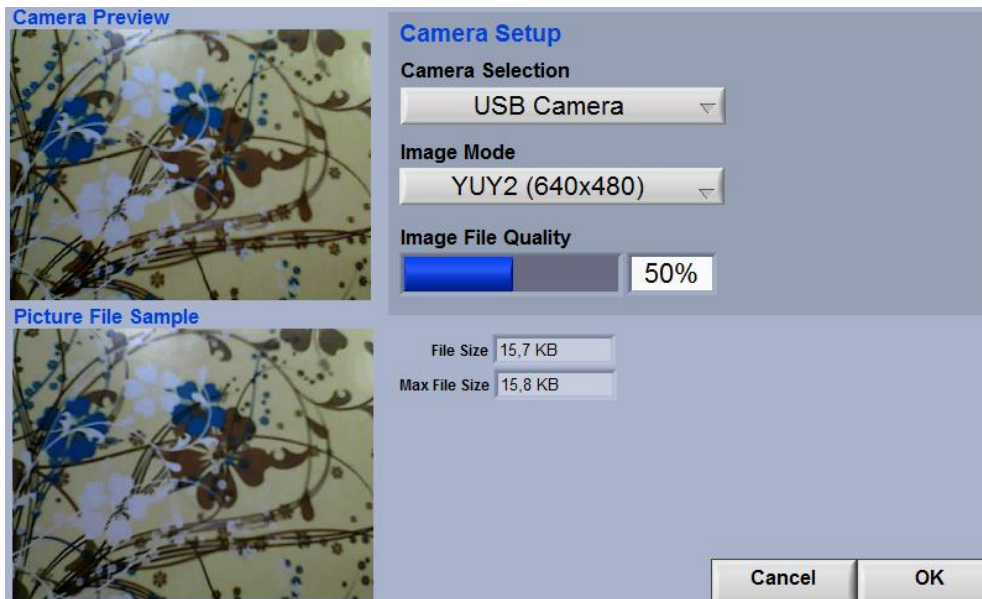 Camera Preview
Camera Setup
Camera Selection
USB Camera
Image Mode
YUY2 (640x480)
Image File Quality
50%
Picture File Sample
File Size 15,7 KB
Max File Size 15,8 KB
Cancel OK